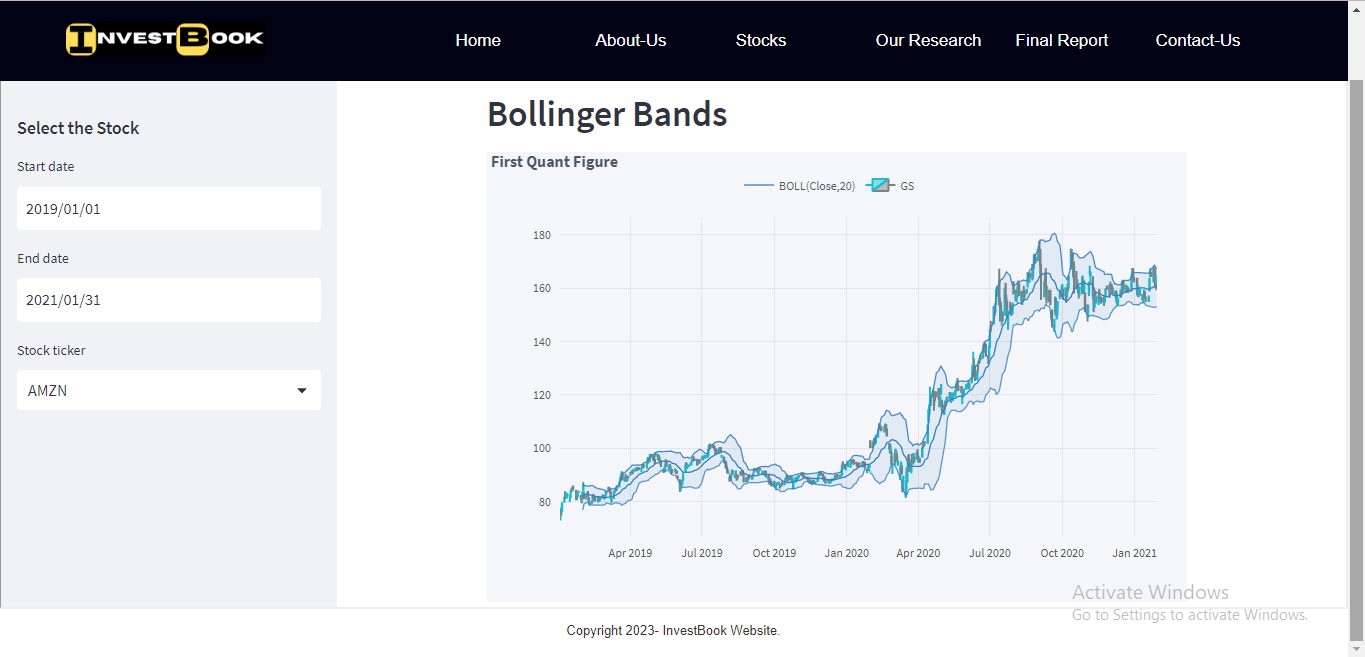 INVESTBOOK
Home About-Us Stocks Our Research Final Report Contact-Us
Select the Stock
Start date
2019/01/01
End date
2021/01/31
Stock ticker
AMZN
Bollinger Bands
First Quant Figure
BOLL(Close,20) GS
180
160
140
120
100
80
Apr 2019 Jul 2019 Oct 2019 Jan 2020 Apr 2020 Jul 2020 Oct 2020 Jan 2021
Activate Windows
Go to Settings to activate Windows.
Copyright 2023- InvestBook Website.